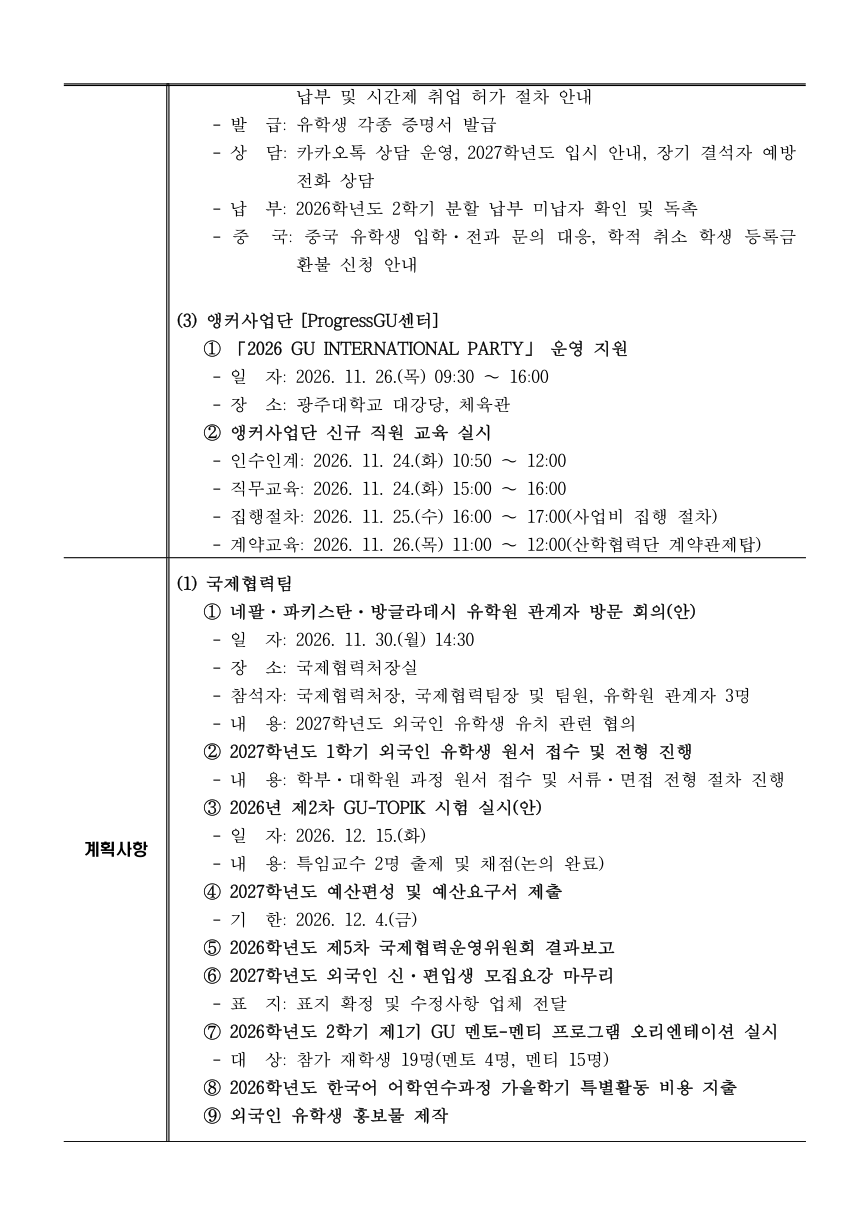 납부 및 시간제 취업 허가 절차 안내
- 발 급: 유학생 각종 증명서 발급
- 상 담: 카카오톡 상담 운영, 2027학년도 입시 안내, 장기 결석자 예방
전화 상담
- 납 부: 2026학년도 2학기 분할 납부 미납자 확인 및 독촉
- 중 국: 중국 유학생 입학·전과 문의 대응, 학적 취소 학생 등록금
환불 신청 안내
(3) 앵커사업단 [ProgressGU센터]
① 「2026 GU INTERNATIONAL PARTY」 운영 지원
- 일 자: 2026. 11. 26.(목) 09:30 ~ 16:00
- 장 소: 광주대학교 대강당, 체육관
② 앵커사업단 신규 직원 교육 실시
- 인수인계: 2026. 11. 24.(화) 10:50 ~ 12:00
- 직무교육: 2026. 11. 24.(화) 15:00 ~ 16:00
- 집행절차: 2026. 11. 25.(수) 16:00 ~ 17:00(사업비 집행 절차)
- 계약교육: 2026. 11. 26.(목) 11:00 ~ 12:00(산학협력단 계약관제탑)
계획사항
(1) 국제협력팀
① 네팔·파키스탄·방글라데시 유학원 관계자 방문 회의(안)
- 일 자: 2026. 11. 30.(월) 14:30
- 장 소: 국제협력처장실
- 참석자: 국제협력처장, 국제협력팀장 및 팀원, 유학원 관계자 3명
- 내 용: 2027학년도 외국인 유학생 유치 관련 협의
② 2027학년도 1학기 외국인 유학생 원서 접수 및 전형 진행
- 내 용: 학부·대학원 과정 원서 접수 및 서류·면접 전형 절차 진행
③ 2026년 제2차 GU-TOPIK 시험 실시(안)
- 일 자: 2026. 12. 15.(화)
- 내 용: 특임교수 2명 출제 및 채점(논의 완료)
④ 2027학년도 예산편성 및 예산요구서 제출
- 기 한: 2026. 12. 4.(금)
⑤ 2026학년도 제5차 국제협력운영위원회 결과보고
⑥ 2027학년도 외국인 신·편입생 모집요강 마무리
- 표 지: 표지 확정 및 수정사항 업체 전달
⑦ 2026학년도 2학기 제1기 GU 멘토-멘티 프로그램 오리엔테이션 실시
- 대 상: 참가 재학생 19명(멘토 4명, 멘티 15명)
⑧ 2026학년도 한국어 어학연수과정 가을학기 특별활동 비용 지출
⑨ 외국인 유학생 홍보물 제작